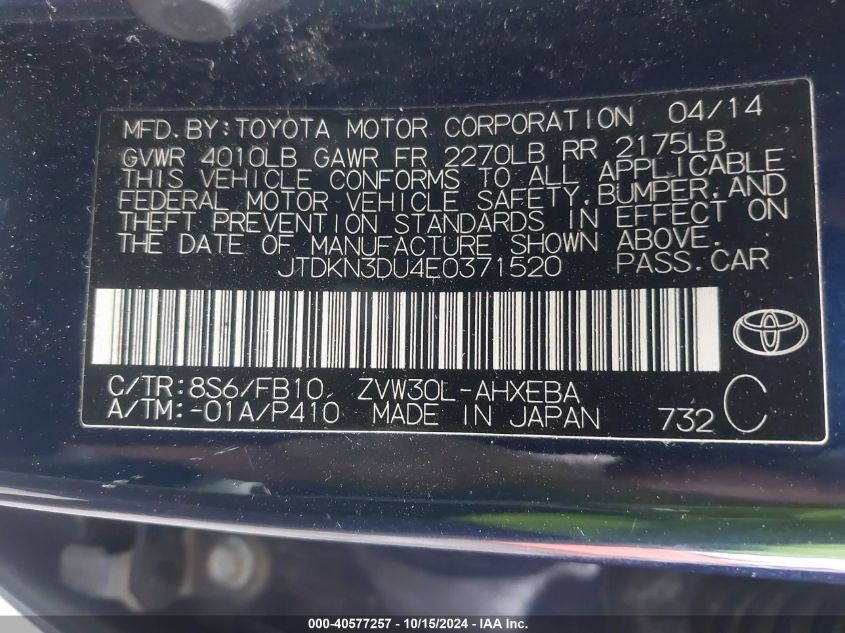 MFD. BY: TOYOTA MOTOR CORPORATION 04/14
GVWR 4010LB GAWR FR 2270LB RR 2175LB
THIS VEHICLE CONFORMS TO ALL APPLICABLE
FEDERAL MOTOR VEHICLE SAFETY, BUMPER, AND
THEFT PREVENTION STANDARDS IN EFFECT ON
THE DATE OF MANUFACTURE SHOWN ABOVE.
JTDKN3DU4E0371520 PASS. CAR
C/TR: 8S6/FB10 ZVW30L-AHXEBA
A/TM: -01A/P410 MADE IN JAPAN 732 C
000-40577257 - 10/15/2024 - IAA Inc.